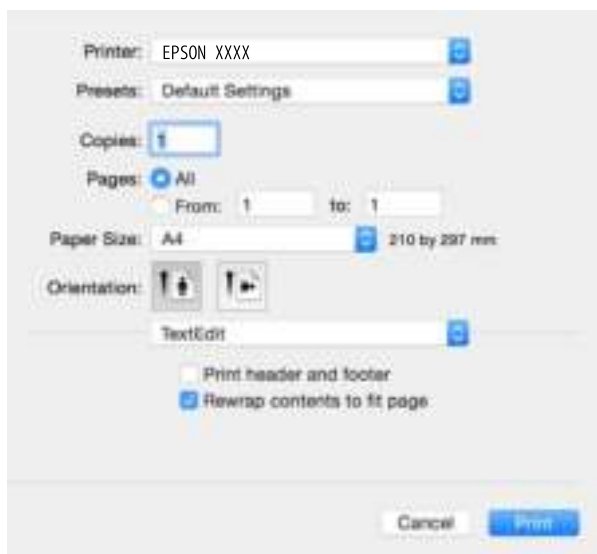 Printer: EPSON XXXX
Presets: Default Settings
Copies: 1
Pages: All
From: 1 to: 1
Paper Size: A4 210 by 297 mm
Orientation:
TextEdit
Print header and footer
Rewrap contents to fit page
Cancel Print